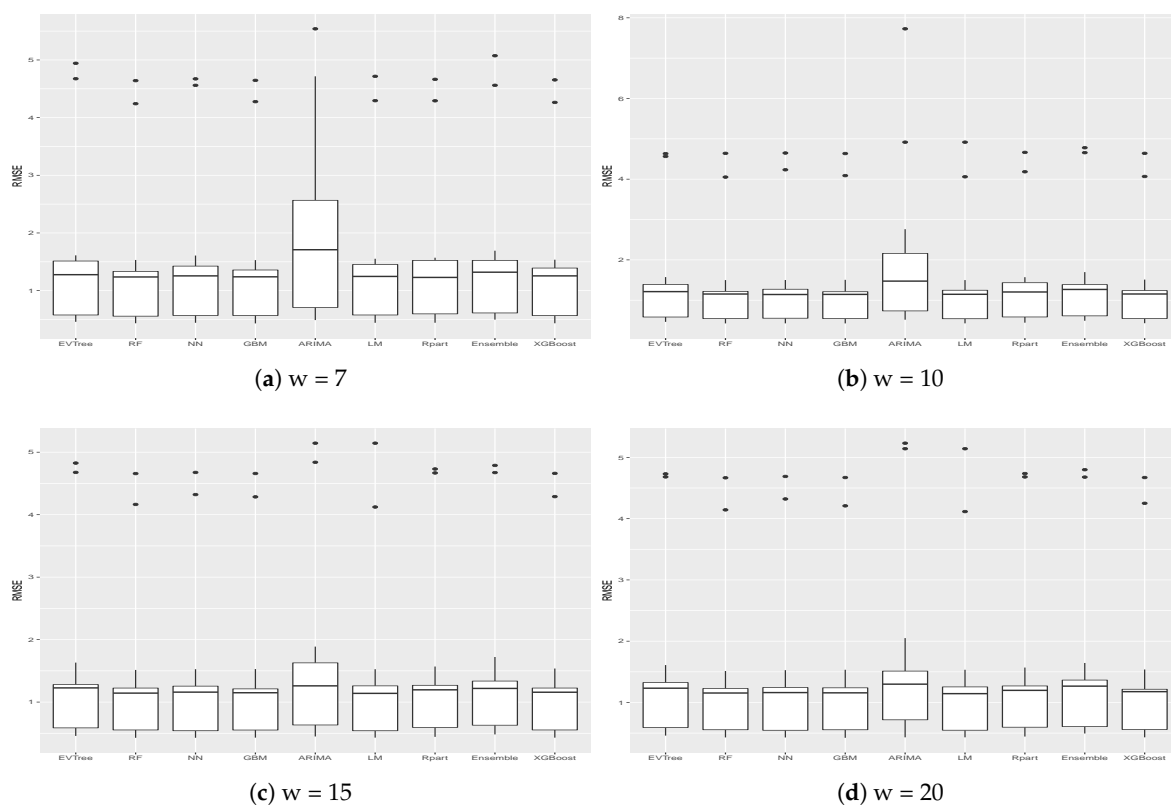 5
4
3
2
1
RMSE
EVTree RF NN GBM ARIMA LM Rpart Ensemble XGBoost
(a) w = 7
8
6
4
2
RMSE
EVTree RF NN GBM ARIMA LM Rpart Ensemble XGBoost
(b) w = 10
5
4
3
2
1
RMSE
EVTree RF NN GBM ARIMA LM Rpart Ensemble XGBoost
(c) w = 15
5
4
3
2
1
RMSE
EVTree RF NN GBM ARIMA LM Rpart Ensemble XGBoost
(d) w = 20